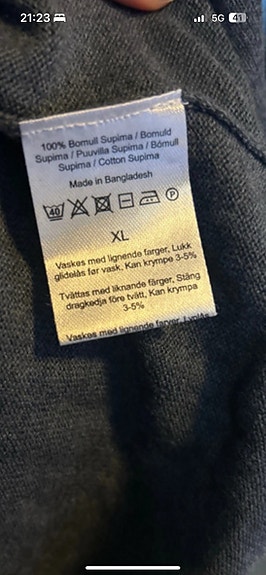 21:23
5G 41
100% Bomull Supima / Bomuld
Supima / Puuvilla Supima / Bómull
Supima / Cotton Supima
Made in Bangladesh
40 P
XL
Vaskes med lignende farger, Lukk
glidelås før vask. Kan krympe 3-5%
Tvättas med liknande färger, Stäng
dragkedja före tvätt, Kan krympa
3-5%
Vaskes med lignende farger